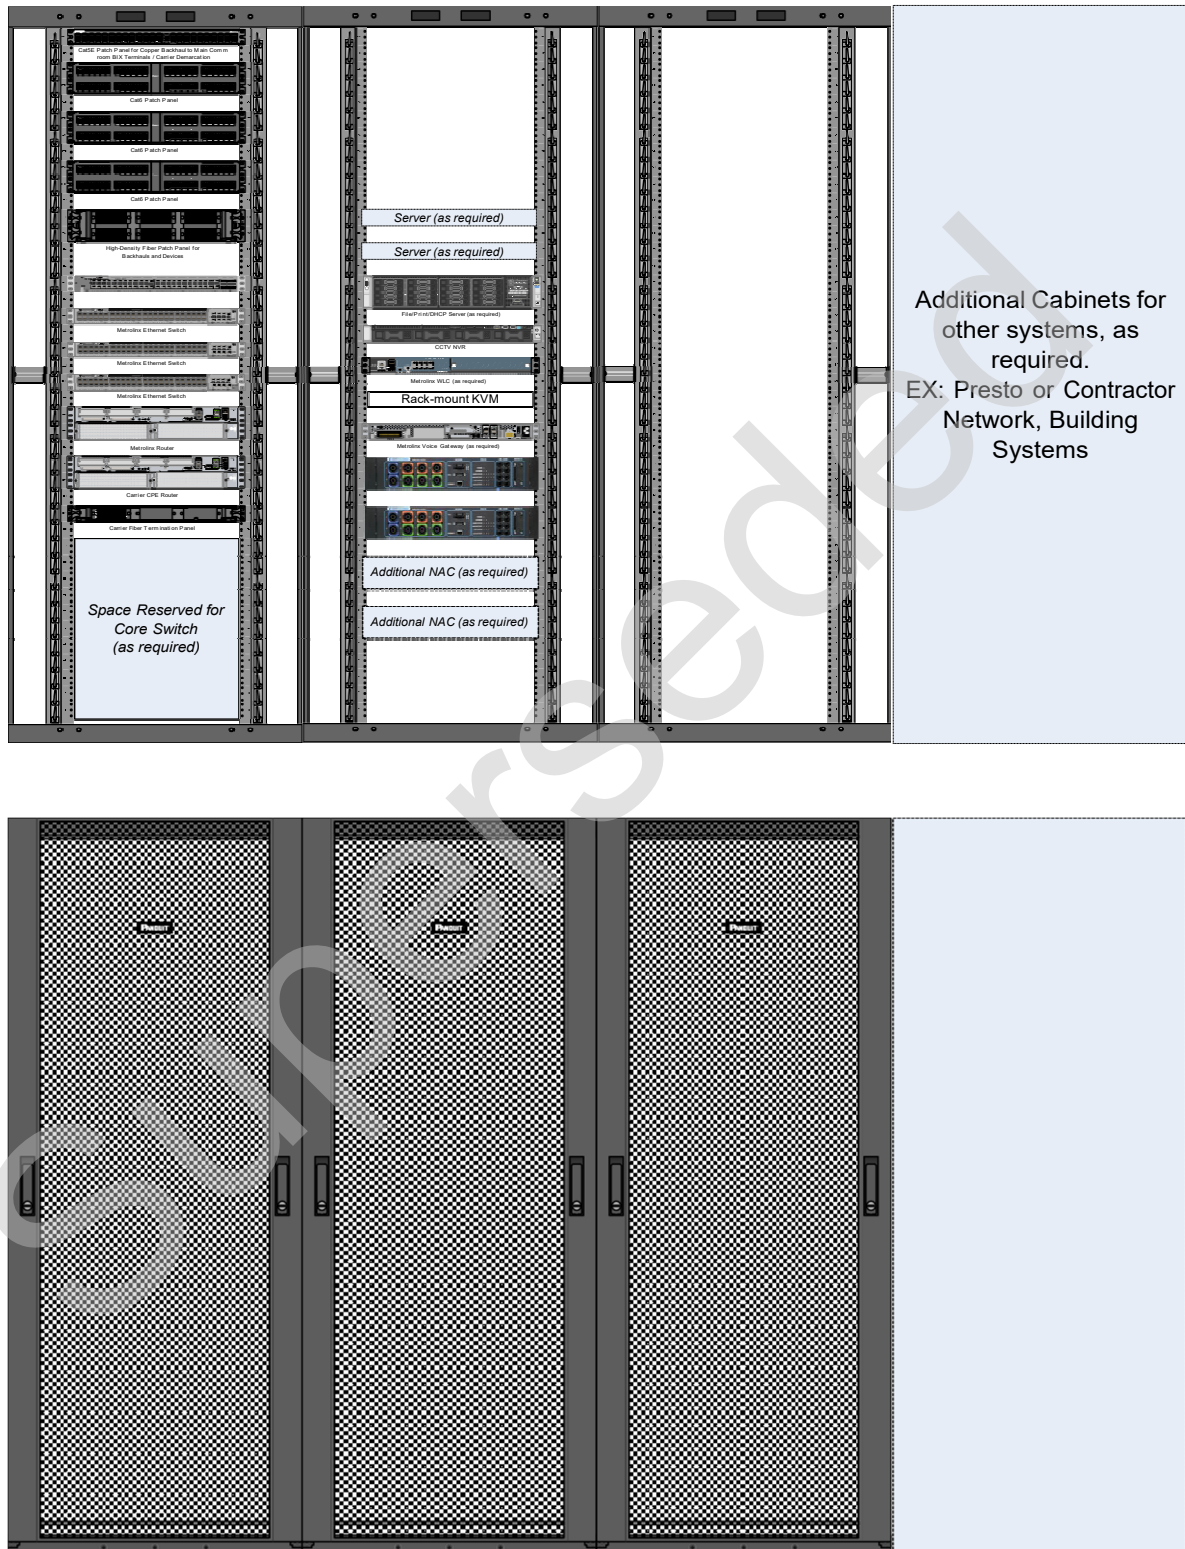 Cat5E Patch Panel for Copper Backhaul to Main Comm
room BIX Terminals / Carrier Demarcation
Cat6 Patch Panel
Cat6 Patch Panel
Cat6 Patch Panel
High-Density Fiber Patch Panel for
Backhauls and Devices
Metrolinx Ethernet Switch
Metrolinx Ethernet Switch
Metrolinx Ethernet Switch
Metrolinx Router
Carrier CPE Router
Carrier Fiber Termination Panel
Space Reserved for
Core Switch
(as required)
Server (as required)
Server (as required)
File/Print/DHCP Server (as required)
CCTV NVR
Metrolinx WLC (as required)
Rack-mount KVM
Metrolinx Voice Gateway (as required)
Additional NAC (as required)
Additional NAC (as required)
Additional Cabinets for
other systems, as
required.
EX: Presto or Contractor
Network, Building
Systems
PANDUIT
PANDUIT
PANDUIT
Superseded